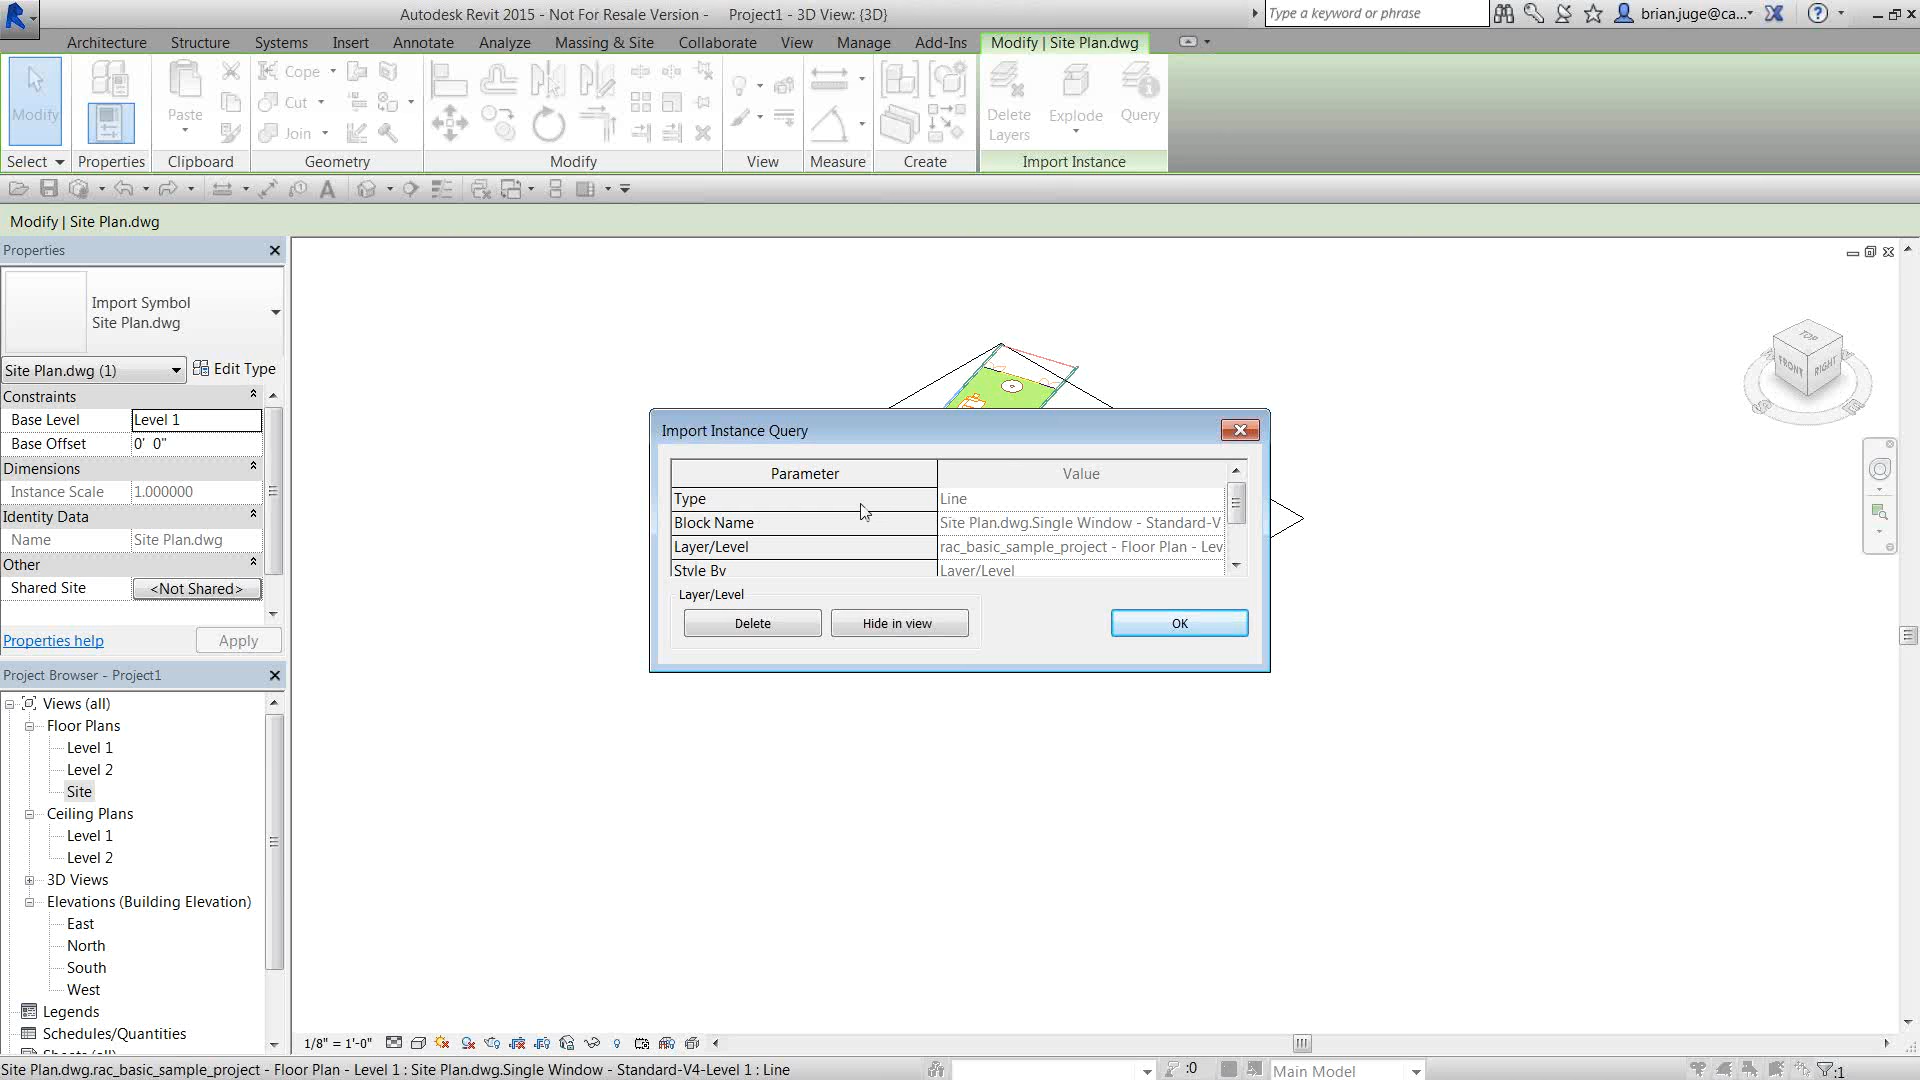 Autodesk Revit 2015 - Not For Resale Version - Project1 - 3D View: {3D}
Type a keyword or phrase
brian.juge@ca...
Architecture Structure Systems Insert Annotate Analyze Massing & Site Collaborate View Manage Add-Ins Modify | Site Plan.dwg
Modify
Paste
Cope
Cut
Join
Delete Layers
Explode
Query
Select Properties Clipboard Geometry Modify View Measure Create Import Instance
Modify | Site Plan.dwg
Properties
Import Symbol
Site Plan.dwg
Site Plan.dwg (1) Edit Type
Constraints
Base Level Level 1
Base Offset 0' 0"
Dimensions
Instance Scale 1.000000
Identity Data
Name Site Plan.dwg
Other
Shared Site <Not Shared>
Properties help Apply
Project Browser - Project1
Views (all)
Floor Plans
Level 1
Level 2
Site
Ceiling Plans
Level 1
Level 2
3D Views
Elevations (Building Elevation)
East
North
South
West
Legends
Schedules/Quantities
Sheets (all)
TOP
FRONT RIGHT
Import Instance Query
Parameter Value
Type Line
Block Name Site Plan.dwg.Single Window - Standard-V
Layer/Level rac_basic_sample_project - Floor Plan - Lev
Style By Layer/Level
Layer/Level
Delete Hide in view OK
1/8" = 1'-0"
Site Plan.dwg.rac_basic_sample_project - Floor Plan - Level 1 : Site Plan.dwg.Single Window - Standard-V4-Level 1 : Line
:0
Main Model
:1